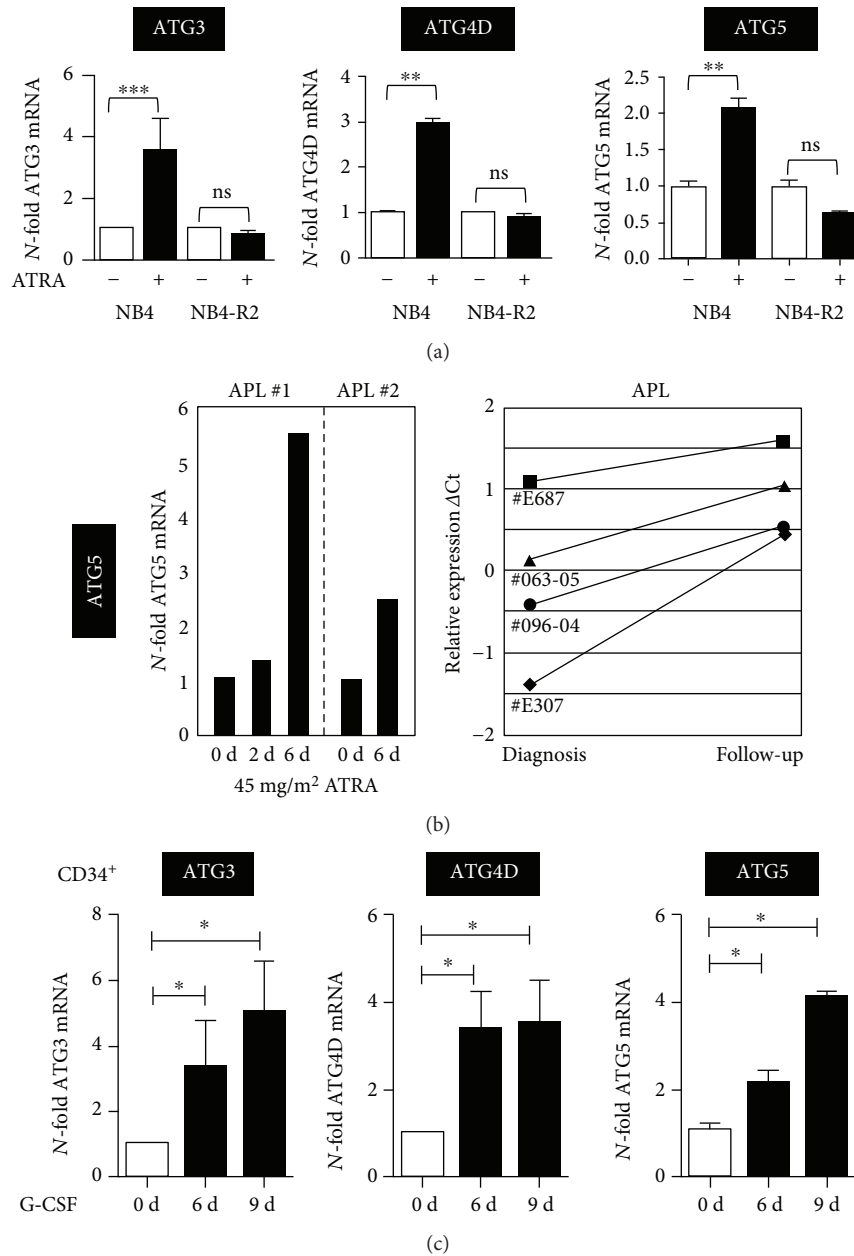 ATG3
ATG4D
ATG5
N-fold ATG3 mRNA
6
4
2
0
***
ns
N-fold ATG4D mRNA
4
3
2
1
0
**
ns
N-fold ATG5 mRNA
2.5
2.0
1.5
1.0
0.5
0.0
**
ns
ATRA − + − + − + − + − + − +
NB4 NB4-R2 NB4 NB4-R2 NB4 NB4-R2
(a)
ATG5
APL #1 APL #2
N-fold ATG5 mRNA
6
5
4
3
2
1
0
0 d 2 d 6 d 0 d 6 d
45 mg/m² ATRA
APL
Relative expression ΔCt
2
1
0
−1
−2
#E687
#063-05
#096-04
#E307
Diagnosis Follow-up
(b)
CD34⁺
ATG3
ATG4D
ATG5
N-fold ATG3 mRNA
8
6
4
2
0
*
*
N-fold ATG4D mRNA
6
4
2
0
*
*
N-fold ATG5 mRNA
6
4
2
0
*
*
G-CSF 0 d 6 d 9 d 0 d 6 d 9 d 0 d 6 d 9 d
(c)